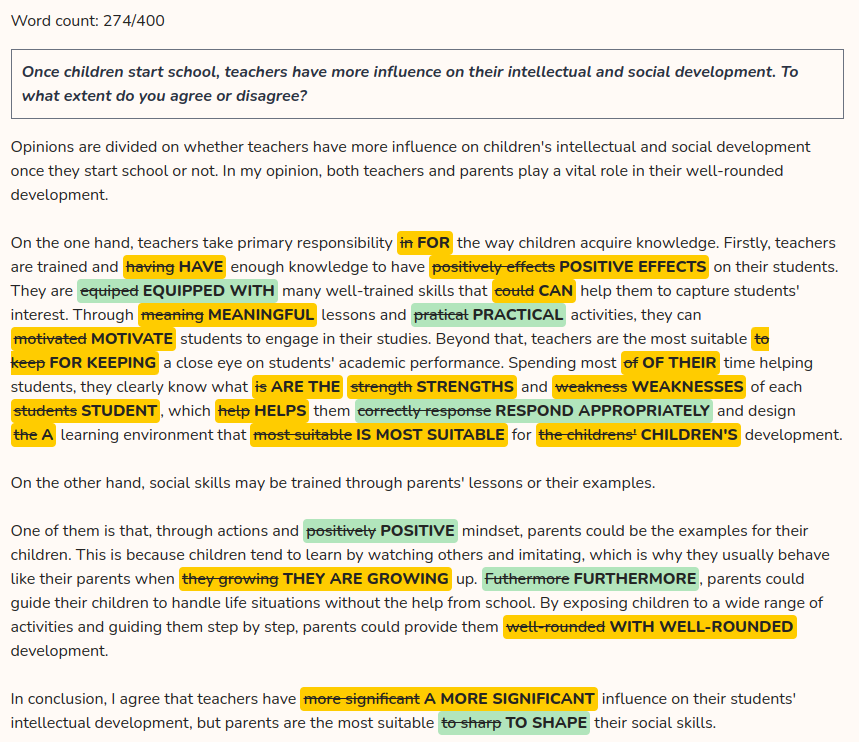 Word count: 274/400
Once children start school, teachers have more influence on their intellectual and social development. To
what extent do you agree or disagree?
Opinions are divided on whether teachers have more influence on children's intellectual and social development
once they start school or not. In my opinion, both teachers and parents play a vital role in their well-rounded
development.
On the one hand, teachers take primary responsibility in FOR the way children acquire knowledge. Firstly, teachers
are trained and having HAVE enough knowledge to have positively effects POSITIVE EFFECTS on their students.
They are equiped EQUIPPED WITH many well-trained skills that could CAN help them to capture students'
interest. Through meaning MEANINGFUL lessons and pratical PRACTICAL activities, they can
motivated MOTIVATE students to engage in their studies. Beyond that, teachers are the most suitable to
keep FOR KEEPING a close eye on students' academic performance. Spending most of OF THEIR time helping
students, they clearly know what is ARE THE strength STRENGTHS and weakness WEAKNESSES of each
students STUDENT, which help HELPS them correctly response RESPOND APPROPRIATELY and design
the A learning environment that most suitable IS MOST SUITABLE for the childrens' CHILDREN'S development.
On the other hand, social skills may be trained through parents' lessons or their examples.
One of them is that, through actions and positively POSITIVE mindset, parents could be the examples for their
children. This is because children tend to learn by watching others and imitating, which is why they usually behave
like their parents when they growing THEY ARE GROWING up. Futhermore FURTHERMORE, parents could
guide their children to handle life situations without the help from school. By exposing children to a wide range of
activities and guiding them step by step, parents could provide them well-rounded WITH WELL-ROUNDED
development.
In conclusion, I agree that teachers have more significant A MORE SIGNIFICANT influence on their students'
intellectual development, but parents are the most suitable to sharp TO SHAPE their social skills.